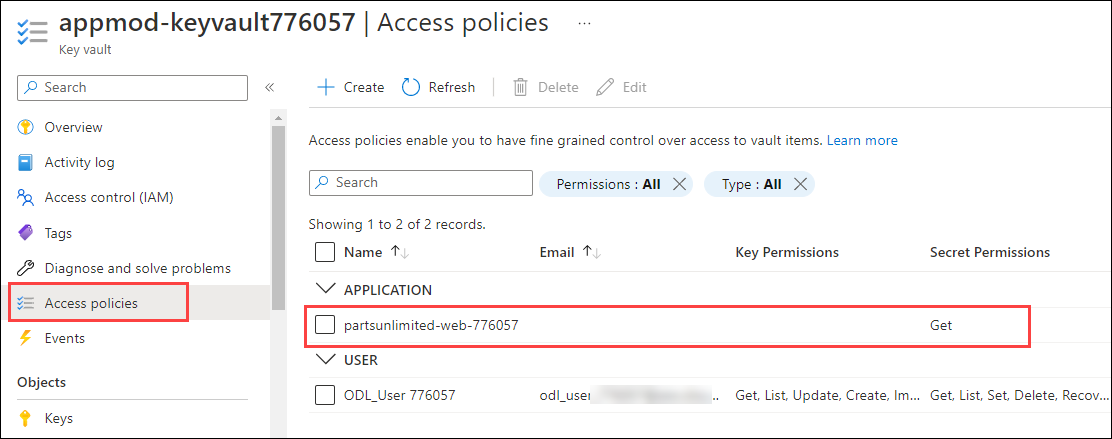 appmod-keyvault776057 | Access policies ...
Key vault
Search
«
Create
Refresh
Delete
Edit
Overview
Activity log
Access control (IAM)
Tags
Diagnose and solve problems
Access policies
Events
Objects
Keys
Access policies enable you to have fine grained control over access to vault items. Learn more
Search
Permissions : All
Type : All
Showing 1 to 2 of 2 records.
Name ↑↓ Email ↑↓ Key Permissions Secret Permissions
APPLICATION
partsunlimited-web-776057 Get
USER
ODL_User 776057 odl_user ... Get, List, Update, Create, Im... Get, List, Set, Delete, Recov...